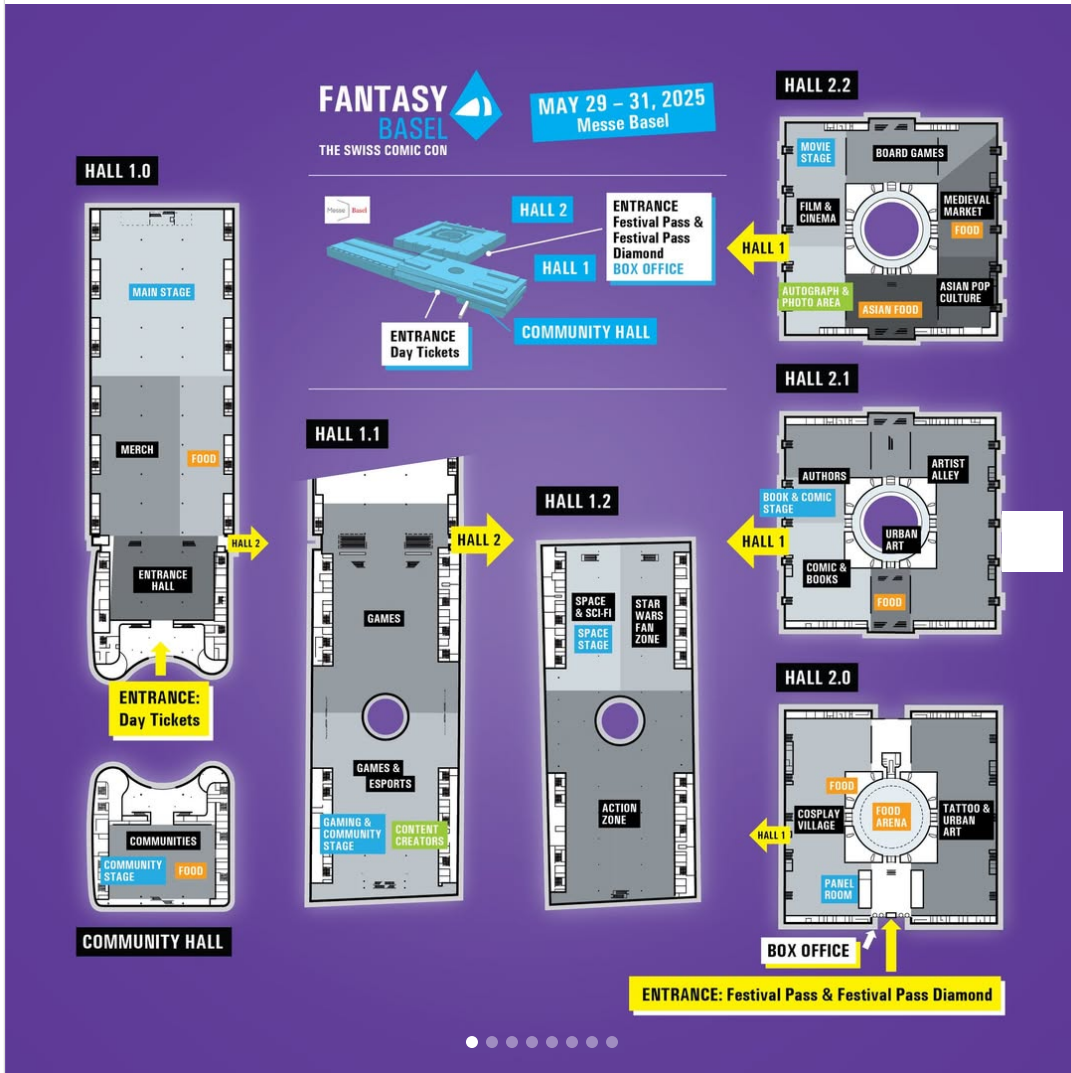 FANTASY
BASEL
THE SWISS COMIC CON
MAY 29 – 31, 2025
Messe Basel
Messe Basel
HALL 2
HALL 1
ENTRANCE
Festival Pass &
Festival Pass
Diamond
BOX OFFICE
ENTRANCE
Day Tickets
COMMUNITY HALL
HALL 1.0
MAIN STAGE
MERCH
FOOD
HALL 2
ENTRANCE
HALL
ENTRANCE:
Day Tickets
COMMUNITIES
COMMUNITY
STAGE
FOOD
COMMUNITY HALL
HALL 1.1
HALL 2
GAMES
GAMES &
ESPORTS
GAMING &
COMMUNITY
STAGE
CONTENT
CREATORS
HALL 1.2
SPACE
& SCI-FI
SPACE
STAGE
STAR
WARS
FAN
ZONE
ACTION
ZONE
HALL 2.2
MOVIE
STAGE
BOARD GAMES
FILM &
CINEMA
MEDIEVAL
MARKET
FOOD
HALL 1
AUTOGRAPH &
PHOTO AREA
ASIAN FOOD
ASIAN POP
CULTURE
HALL 2.1
AUTHORS
ARTIST
ALLEY
BOOK & COMIC
STAGE
HALL 1
URBAN
ART
COMIC &
BOOKS
FOOD
HALL 2.0
FOOD
COSPLAY
VILLAGE
FOOD
ARENA
TATTOO &
URBAN
ART
HALL 1
PANEL
ROOM
BOX OFFICE
ENTRANCE: Festival Pass & Festival Pass Diamond